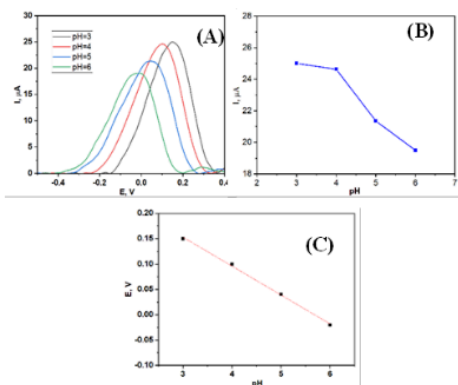 (A)
pH=3
pH=4
pH=5
pH=6
I, μA
30
25
20
15
10
5
0
-0.4
-0.2
0.0
0.2
0.4
E, V
(B)
I, μA
28
26
24
22
20
18
2
3
4
5
6
7
pH
(C)
E, V
0.20
0.15
0.10
0.05
0.00
-0.05
-0.10
3
4
5
6
pH